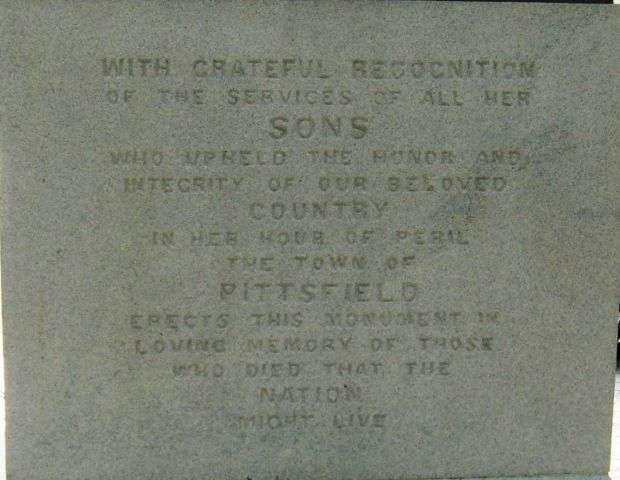 WITH GRATEFUL RECOGNITION
OF THE SERVICES OF ALL HER
SONS
WHO UPHELD THE HONOR AND
INTEGRITY OF OUR BELOVED
COUNTRY
IN HER HOUR OF PERIL
THE TOWN OF
PITTSFIELD
ERECTS THIS MONUMENT IN
LOVING MEMORY OF THOSE
WHO DIED THAT THE
NATION
MIGHT LIVE